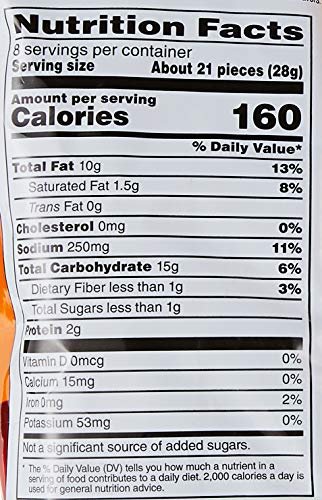 Nutrition Facts
8 servings per container
Serving size About 21 pieces (28g)
Amount per serving
Calories 160
% Daily Value*
Total Fat 10g 13%
Saturated Fat 1.5g 8%
Trans Fat 0g
Cholesterol 0mg 0%
Sodium 250mg 11%
Total Carbohydrate 15g 6%
Dietary Fiber less than 1g 3%
Total Sugars less than 1g
Protein 2g
Vitamin D 0mcg 0%
Calcium 15mg 0%
Iron 0mg 2%
Potassium 53mg 0%
Not a significant source of added sugars.
* The % Daily Value (DV) tells you how much a nutrient in a
serving of food contributes to a daily diet. 2,000 calories a day is
used for general nutrition advice.